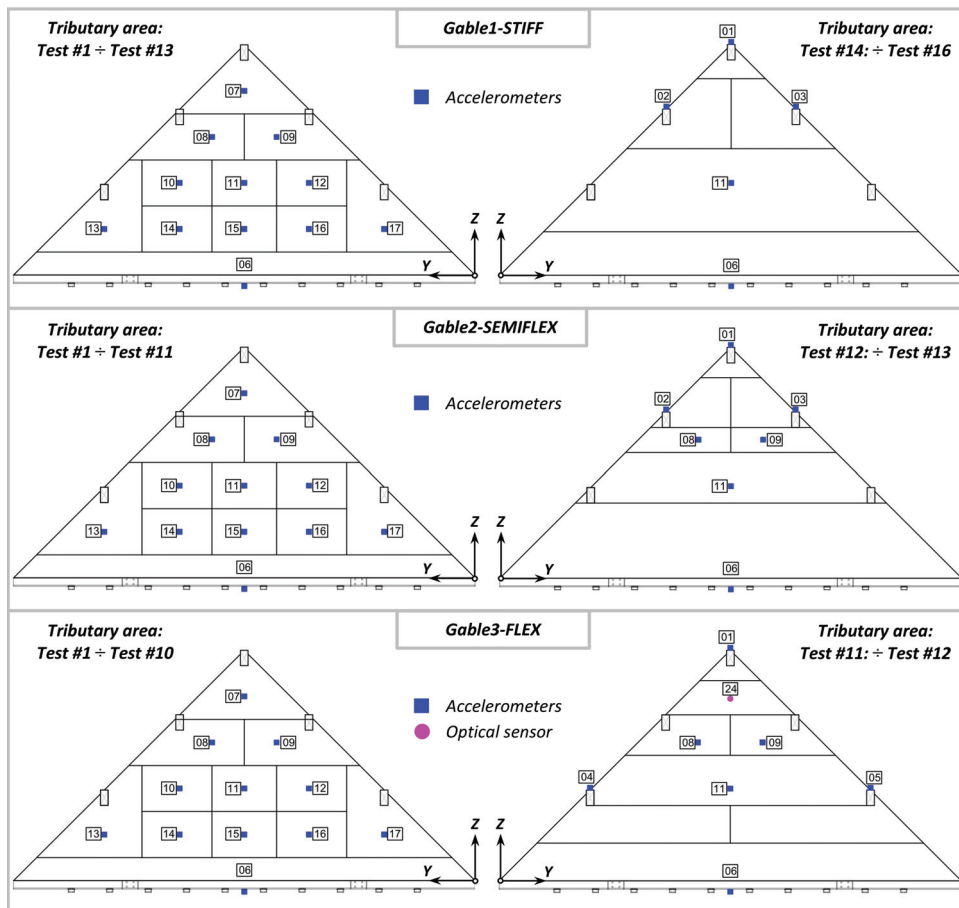 Tributary area:
Test #1 ÷ Test #13
Gable1-STIFF
Tributary area:
Test #14: ÷ Test #16
Accelerometers
07
08
09
10
11
12
13
14
15
16
17
06
Z
Y
01
02
03
11
06
Z
Y
Tributary area:
Test #1 ÷ Test #11
Gable2-SEMIFLEX
Tributary area:
Test #12: ÷ Test #13
Accelerometers
07
08
09
10
11
12
13
14
15
16
17
06
Z
Y
01
02
03
08
09
11
06
Z
Y
Tributary area:
Test #1 ÷ Test #10
Gable3-FLEX
Tributary area:
Test #11: ÷ Test #12
Accelerometers
Optical sensor
07
08
09
10
11
12
13
14
15
16
17
06
Z
Y
01
24
08
09
04
11
05
06
Z
Y